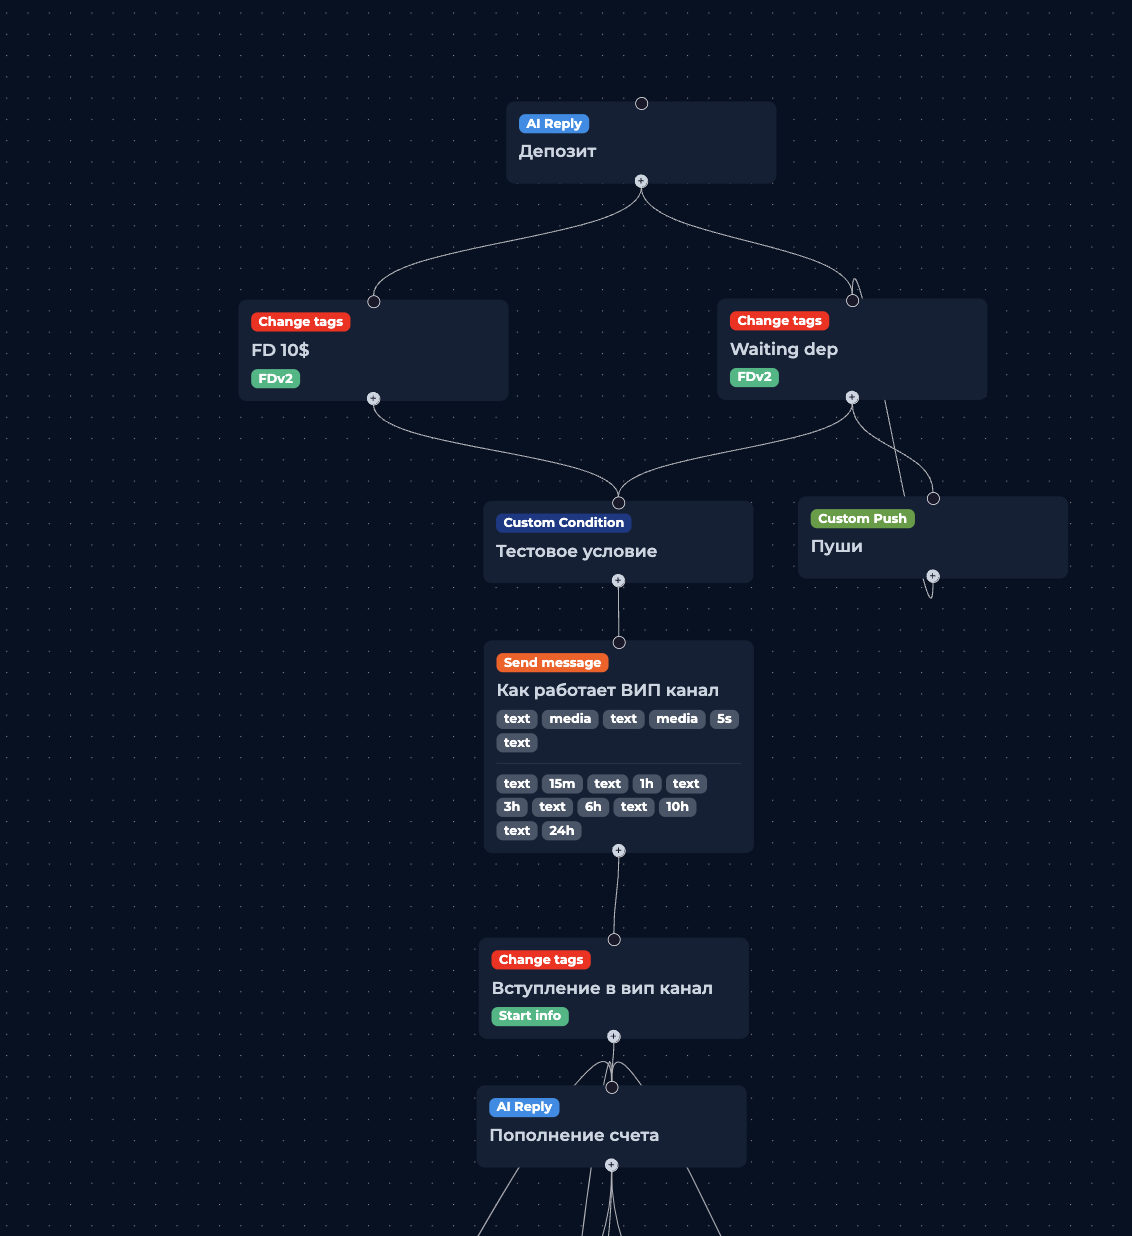 AI Reply
Депозит
Change tags
FD 10$
FDv2
Change tags
Waiting dep
FDv2
Custom Condition
Тестовое условие
Custom Push
Пуши
Send message
Как работает ВИП канал
text media text media 5s
text
text 15m text 1h text
3h text 6h text 10h
text 24h
Change tags
Вступление в вип канал
Start info
AI Reply
Пополнение счета